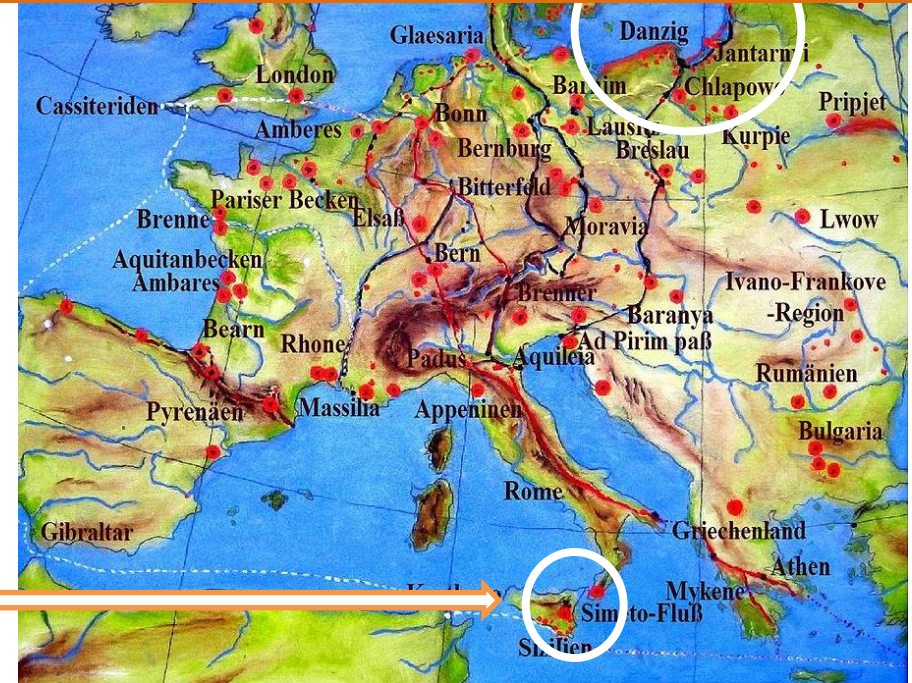 Danzig
Glaesaria
Jantarnyi
London
Chlapowo
Cassiteriden
Bonn
Pripjet
Amberes
Kurpie
Bernburg
Breslau
Bitterfeld
Pariser Becken
Elsaß
Brenne
Moravia
Lwow
Bern
Aquitanbecken
Ambares
Ivano-Frankove
-Region
Brenner
Baranya
Bearn
Rhone
Ad Pirim paß
Padus
Aquileia
Rumänien
Pyrenäen
Massilia
Appeninen
Bulgaria
Rome
Gibraltar
Griechenland
Athen
Mykene
Simeto-Fluß
Sizilien